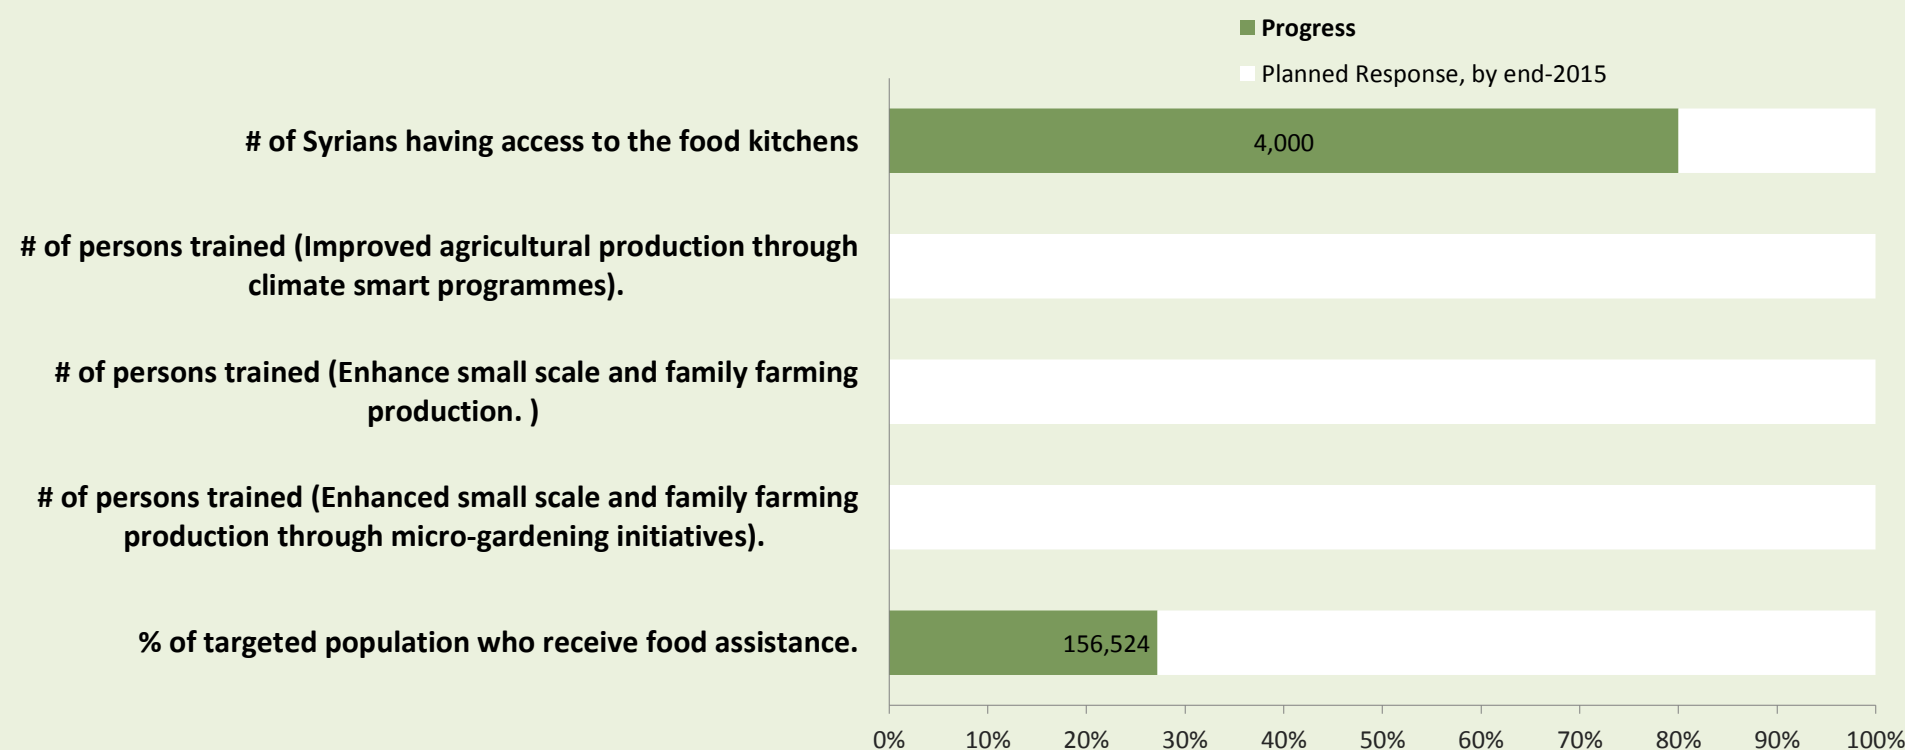 Progress
Planned Response, by end-2015
# of Syrians having access to the food kitchens
4,000
# of persons trained (Improved agricultural production through
climate smart programmes).
# of persons trained (Enhance small scale and family farming
production. )
# of persons trained (Enhanced small scale and family farming
production through micro-gardening initiatives).
% of targeted population who receive food assistance.
156,524
0% 10% 20% 30% 40% 50% 60% 70% 80% 90% 100%